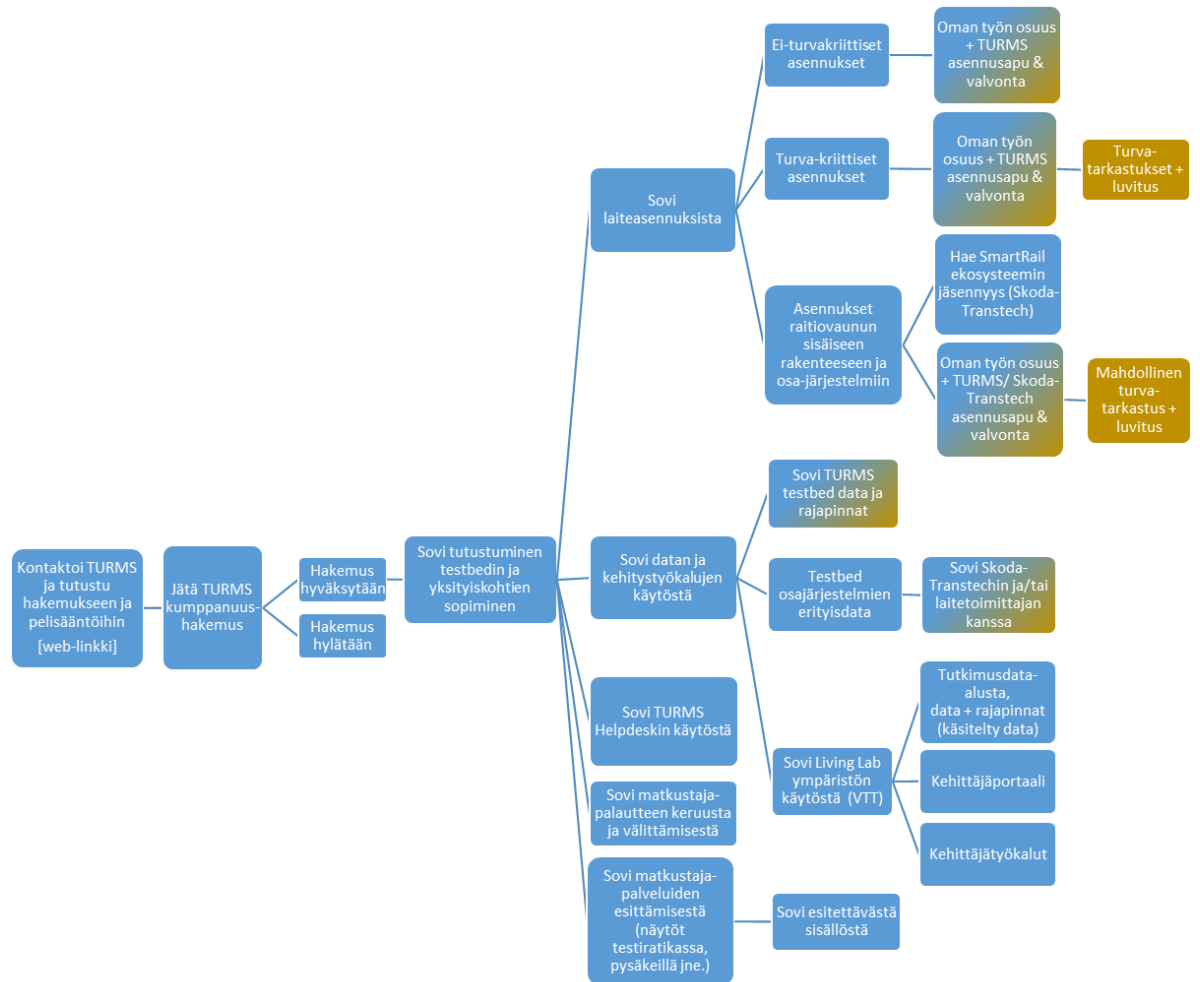 Kontaktoi TURMS
ja tutustu
hakemukseen ja
pelisääntöihin
[web-linkki]
Jätä TURMS
kumppanuus-
hakemus
Hakemus
hyväksytään
Hakemus
hylätään
Sovi tutustuminen
testbedin ja
yksityiskohtien
sopiminen
Sovi
laiteasennuksista
Ei-turvakriittiset
asennukset
Oman työn osuus
+ TURMS
asennusapu &
valvonta
Turva-kriittiset
asennukset
Oman työn
osuus + TURMS
asennusapu &
valvonta
Turva-
tarkastukset +
luvitus
Asennukset
raitiovaunun
sisäiseen
rakenteeseen ja
osa-järjestelmiin
Hae SmartRail
ekosysteemin
jäsennyys (Skoda-
Transtech)
Oman työn osuus
+ TURMS/ Skoda-
Transtech
asennusapu &
valvonta
Mahdollinen
turva-
tarkastus +
luvitus
Sovi datan ja
kehitystyökalujen
käytöstä
Sovi TURMS
testbed data ja
rajapinnat
Testbed
osajärjestelmien
erityisdata
Sovi Skoda-
Transtechin ja/tai
laitetoimittajan
kanssa
Sovi Living Lab
ympäristön
käytöstä (VTT)
Tutkimusdata-
alusta,
data + rajapinnat
(käsitelty data)
Kehittäjäportaali
Kehittäjätyökalut
Sovi TURMS
Helpdeskin käytöstä
Sovi matkustaja-
palautteen keruusta
ja välittämisestä
Sovi matkustaja-
palveluiden
esittämisestä
(näytöt
testiratikassa,
pysäkeillä jne.)
Sovi esitettävästä
sisällöstä